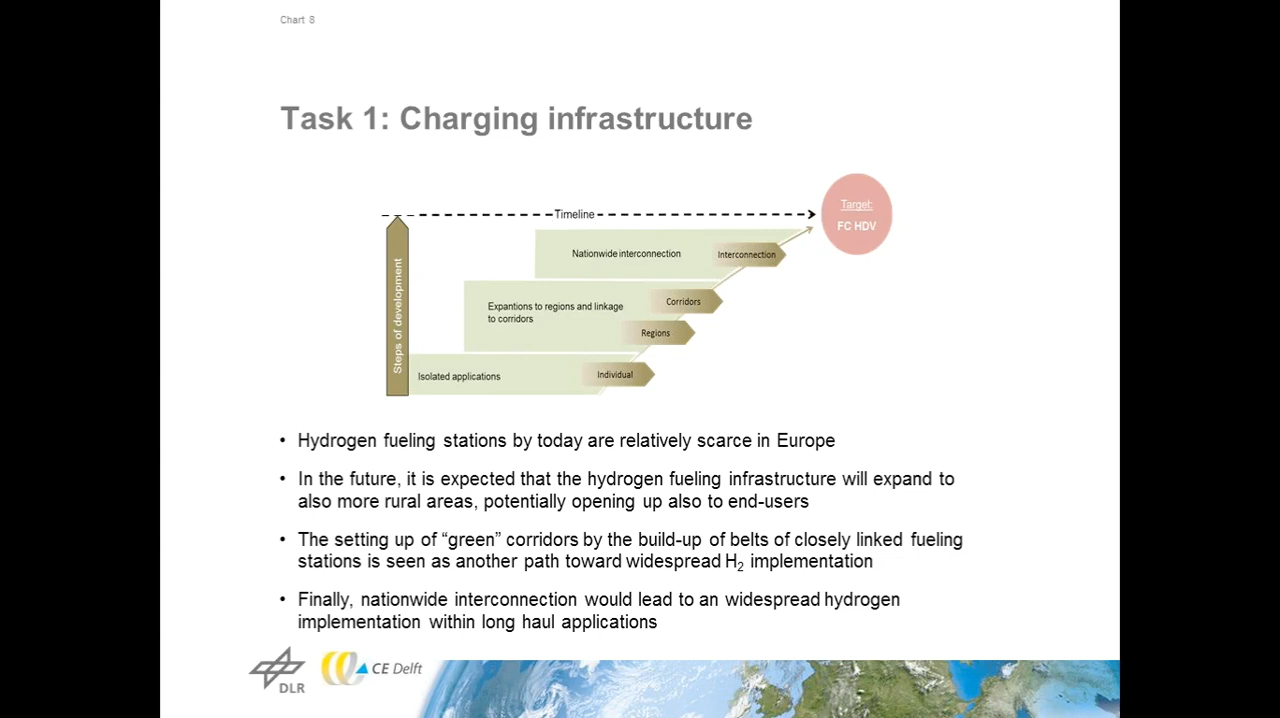 Chart 8
Task 1: Charging infrastructure
Timeline
Target:
FC HDV
Steps of development
Nationwide interconnection
Interconnection
Expantions to regions and linkage
to corridors
Corridors
Regions
Isolated applications
Individual
• Hydrogen fueling stations by today are relatively scarce in Europe
• In the future, it is expected that the hydrogen fueling infrastructure will expand to
also more rural areas, potentially opening up also to end-users
• The setting up of “green” corridors by the build-up of belts of closely linked fueling
stations is seen as another path toward widespread H₂ implementation
• Finally, nationwide interconnection would lead to an widespread hydrogen
implementation within long haul applications
DLR
CE Delft